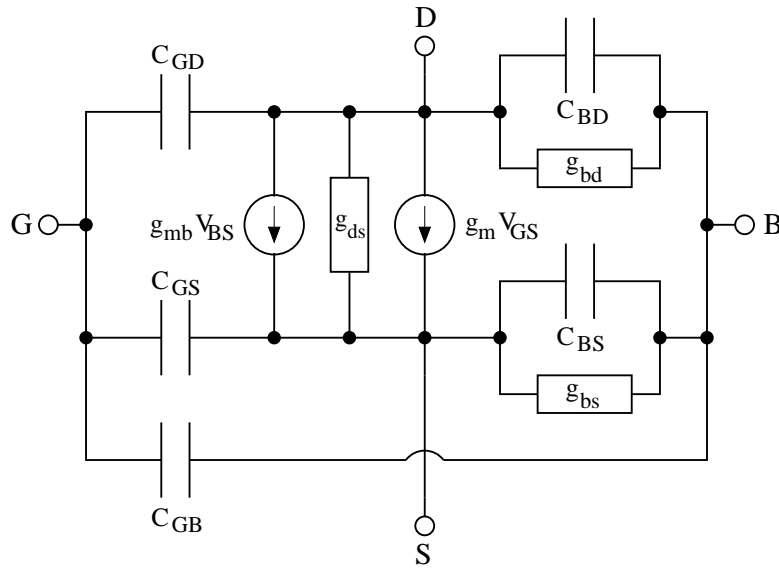 D
C_GD
C_BD
g_bd
G
g_mb V_BS
g_ds
g_m V_GS
B
C_GS
C_BS
g_bs
C_GB
S